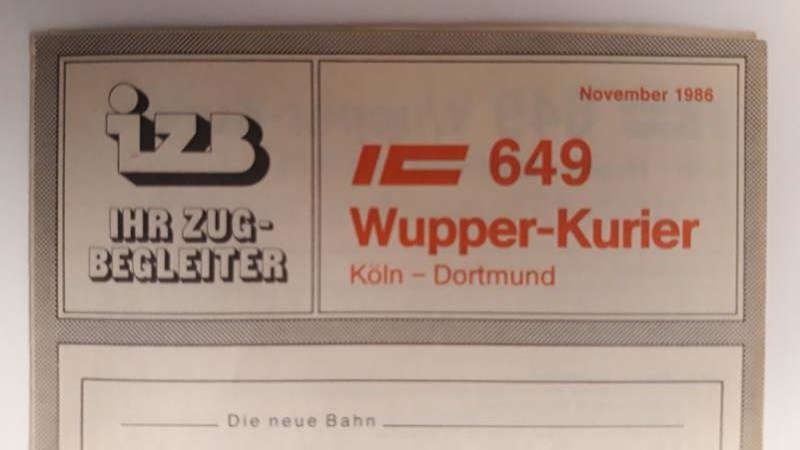 izB
IHR ZUG-
BEGLEITER
November 1986
IC 649
Wupper-Kurier
Köln – Dortmund
Die neue Bahn